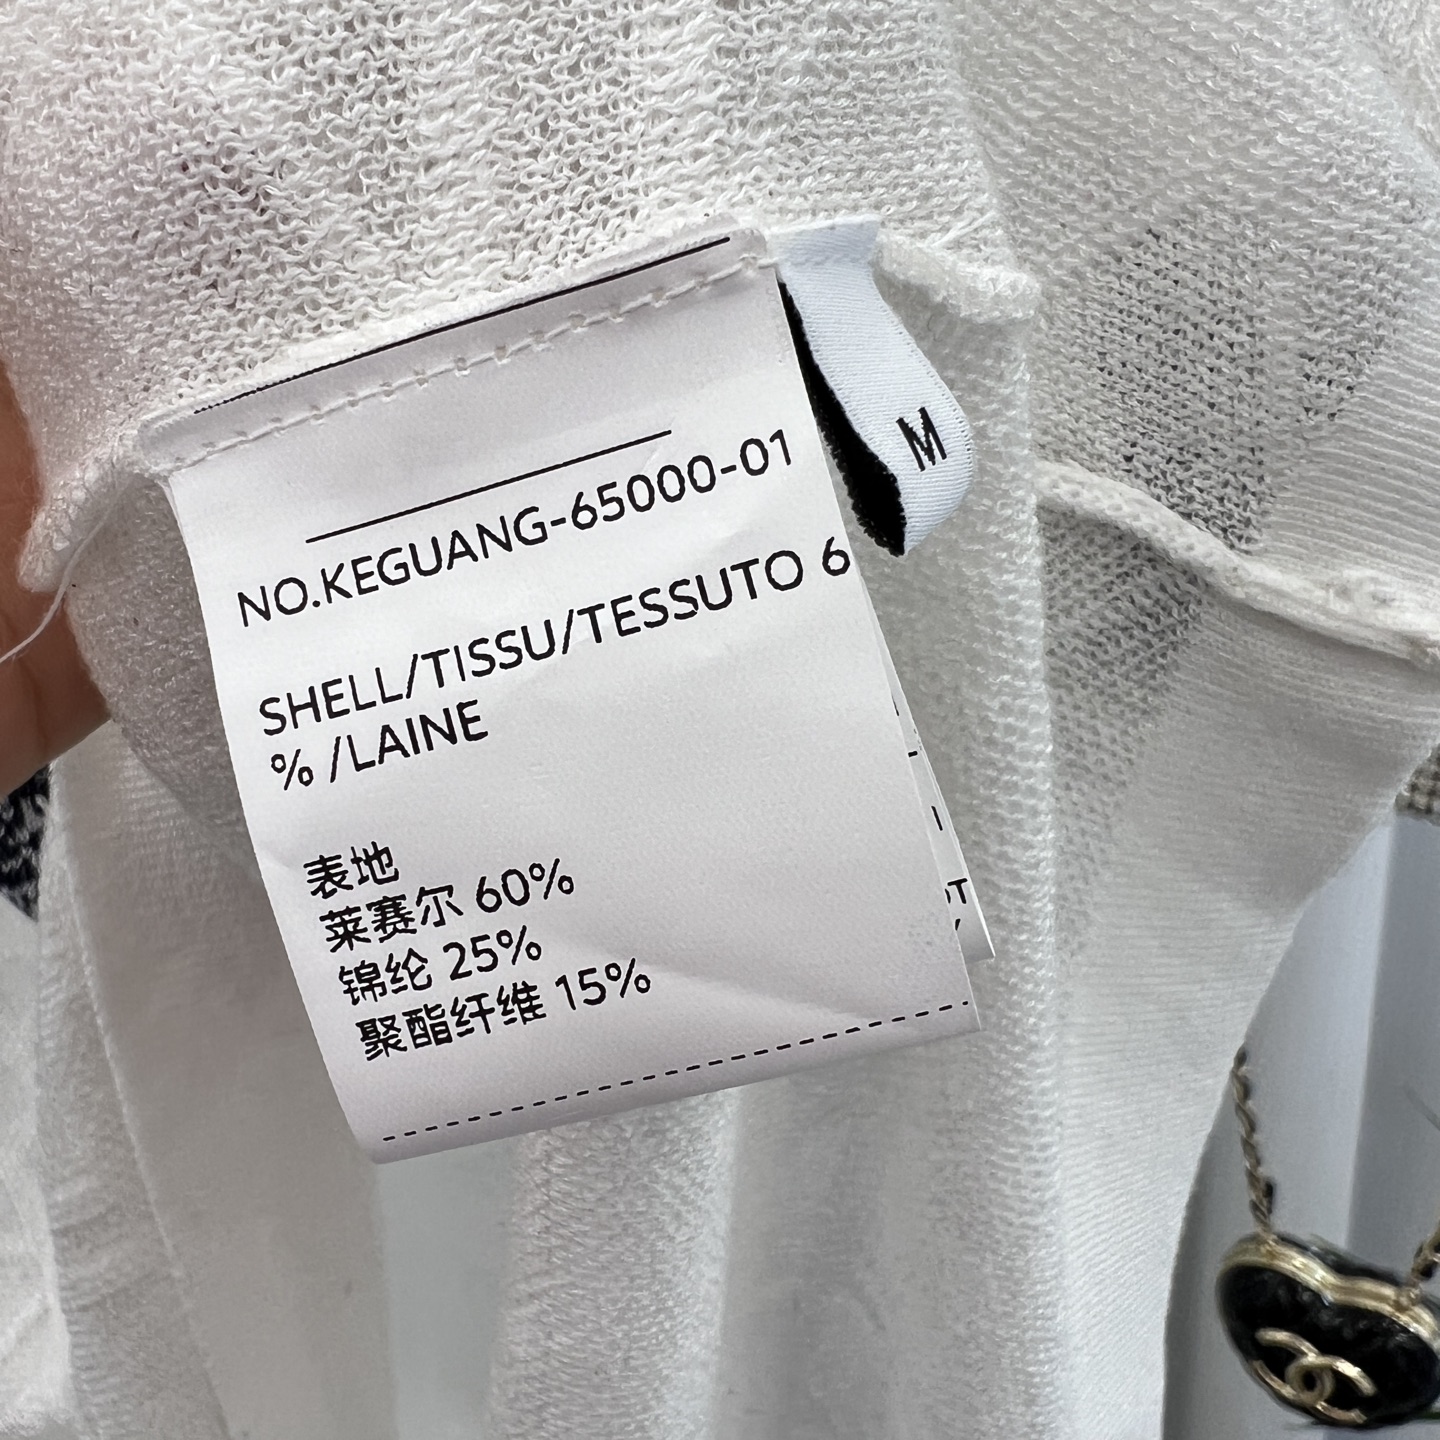 NO.KEGUANG-65000-01
SHELL/TISSU/TESSUTO 6
% /LAINE
表地
莱赛尔 60%
锦纶 25%
聚酯纤维 15%
M